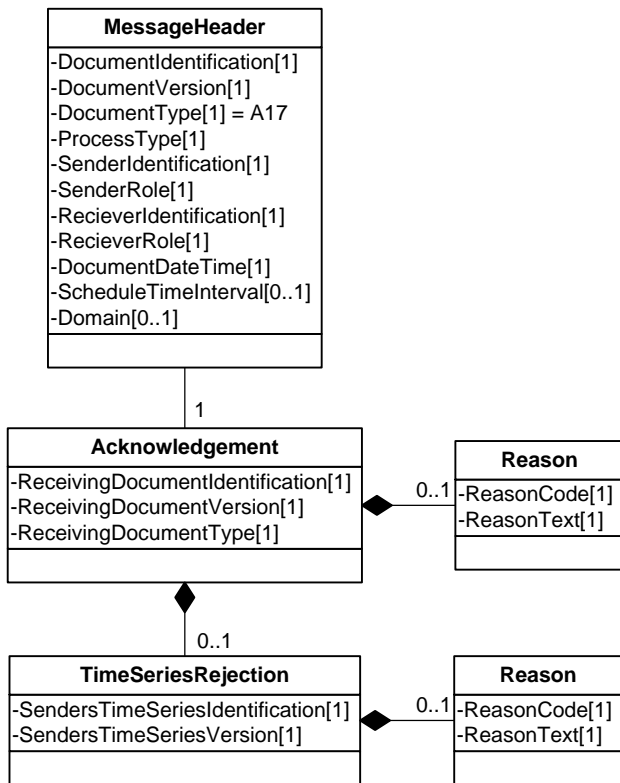 MessageHeader
-DocumentIdentification[1]
-DocumentVersion[1]
-DocumentType[1] = A17
-ProcessType[1]
-SenderIdentification[1]
-SenderRole[1]
-RecieverIdentification[1]
-RecieverRole[1]
-DocumentDateTime[1]
-ScheduleTimeInterval[0..1]
-Domain[0..1]
1
Acknowledgement
-ReceivingDocumentIdentification[1]
-ReceivingDocumentVersion[1]
-ReceivingDocumentType[1]
0..1
Reason
-ReasonCode[1]
-ReasonText[1]
0..1
TimeSeriesRejection
-SendersTimeSeriesIdentification[1]
-SendersTimeSeriesVersion[1]
0..1
Reason
-ReasonCode[1]
-ReasonText[1]